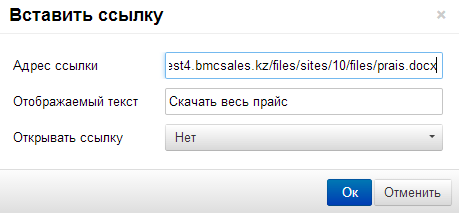 Вставить ссылку ×
Адрес ссылки est4.bmcsales.kz/files/sites/10/files/prais.docx
Отображаемый текст Скачать весь прайс
Открывать ссылку Нет
Ок Отменить